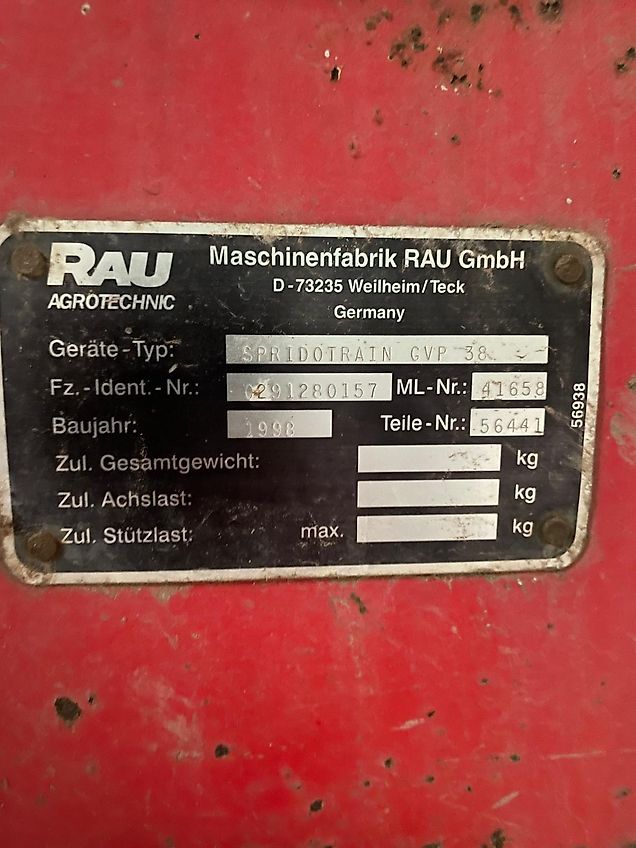 RAU
AGROTECHNIC
Maschinenfabrik RAU GmbH
D-73235 Weilheim/Teck
Germany
Geräte-Typ: SPRIDOTRAIN GVP 38
Fz.-Ident.-Nr.: 0291280157 ML-Nr.: 41658
Baujahr: 1998 Teile-Nr.: 56441
Zul. Gesamtgewicht: kg
Zul. Achslast: kg
Zul. Stützlast: max. kg
56938